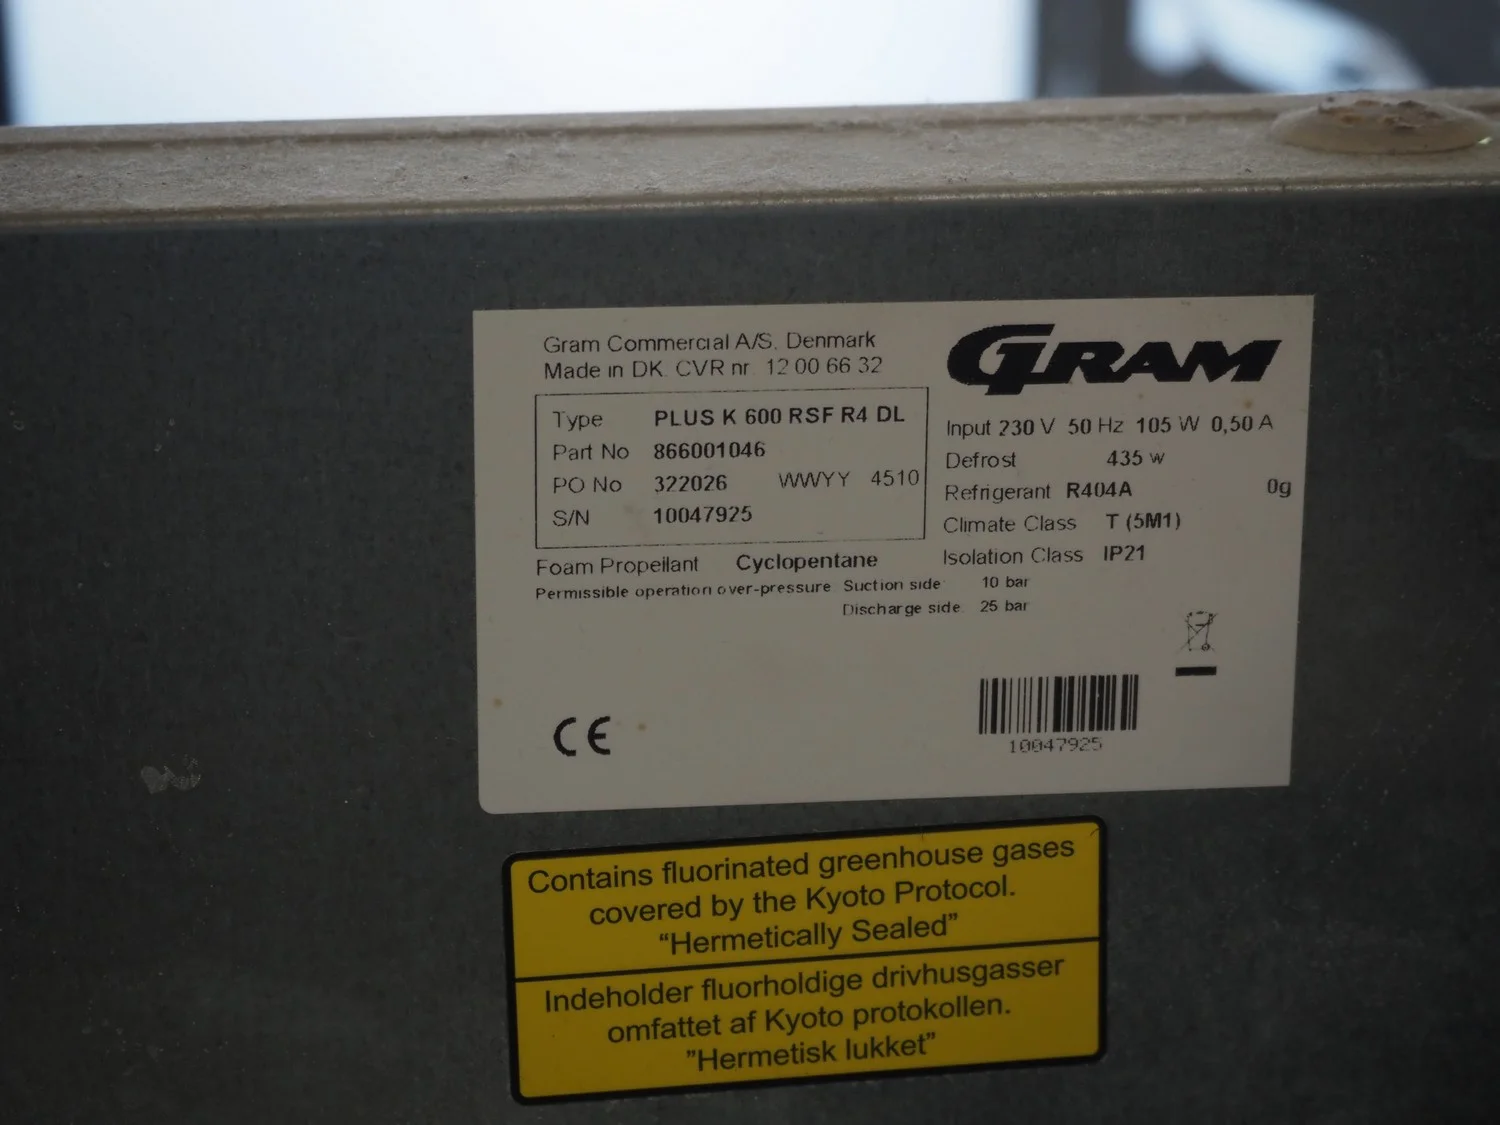 Gram Commercial A/S. Denmark
Made in DK. CVR nr. 12 00 66 32
GRAM
Type PLUS K 600 RSF R4 DL
Part No 866001046
PO No 322026 WWYY 4510
S/N 10047925
Input 230 V 50 Hz 105 W 0,50 A
Defrost 435 W
Refrigerant R404A 0g
Climate Class T (5M1)
Isolation Class IP21
Foam Propellant Cyclopentane
Permissible operation over-pressure Suction side: 10 bar
Discharge side: 25 bar
CE
10047925
Contains fluorinated greenhouse gases
covered by the Kyoto Protocol.
“Hermetically Sealed”
Indeholder fluorholdige drivhusgasser
omfattet af Kyoto protokollen.
”Hermetisk lukket”